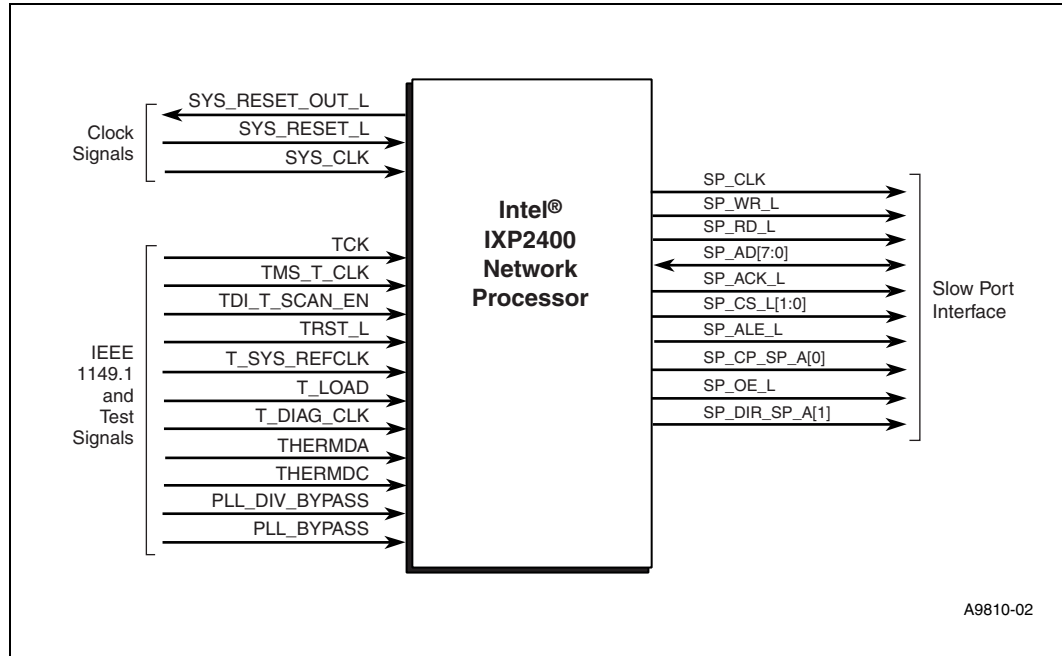 SYS_RESET_OUT_L
SYS_RESET_L
SYS_CLK
Clock
Signals
TCK
TMS_T_CLK
TDI_T_SCAN_EN
TRST_L
T_SYS_REFCLK
T_LOAD
T_DIAG_CLK
THERMDA
THERMDC
PLL_DIV_BYPASS
PLL_BYPASS
IEEE
1149.1
and
Test
Signals
Intel®
IXP2400
Network
Processor
SP_CLK
SP_WR_L
SP_RD_L
SP_AD[7:0]
SP_ACK_L
SP_CS_L[1:0]
SP_ALE_L
SP_CP_SP_A[0]
SP_OE_L
SP_DIR_SP_A[1]
Slow Port
Interface
A9810-02